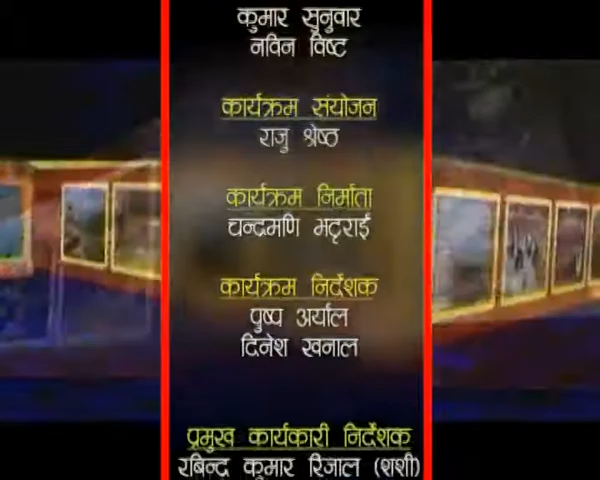 कुमार सुनुवार
नविन विष्ट
कार्यक्रम संयोजन
राजु श्रेष्ठ
कार्यक्रम निर्माता
चन्द्रमणि भट्टराई
कार्यक्रम निर्देशक
पुष्प अर्याल
दिनेश खनाल
प्रमुख कार्यकारी निर्देशक
रबिन्द्र कुमार रिजाल (शशी)